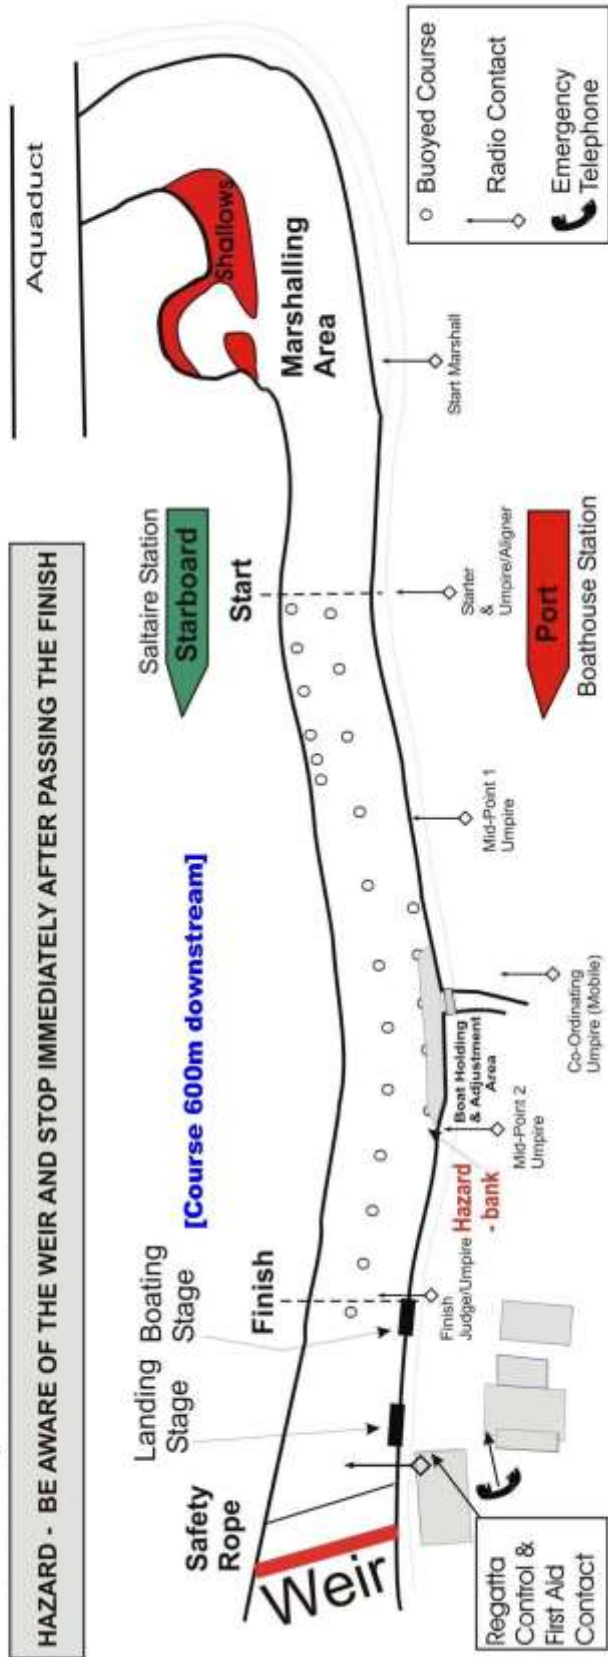 HAZARD - BE AWARE OF THE WEIR AND STOP IMMEDIATELY AFTER PASSING THE FINISH
Aquaduct
Saltaire Station
Starboard
[Course 600m downstream]
Landing
Stage
Boating
Stage
Safety
Rope
Weir
Finish
Start
Shallows
Marshalling
Area
Finish
Judge/Umpire
Hazard
- bank
Boat Holding
& Adjustment
Area
Mid-Point 2
Umpire
Co-Ordinating
Umpire (Mobile)
Mid-Point 1
Umpire
Starter
&
Umpire/Aligner
Start Marshall
Port
Boathouse Station
Regatta
Control &
First Aid
Contact
Buoyed Course
Radio Contact
Emergency
Telephone